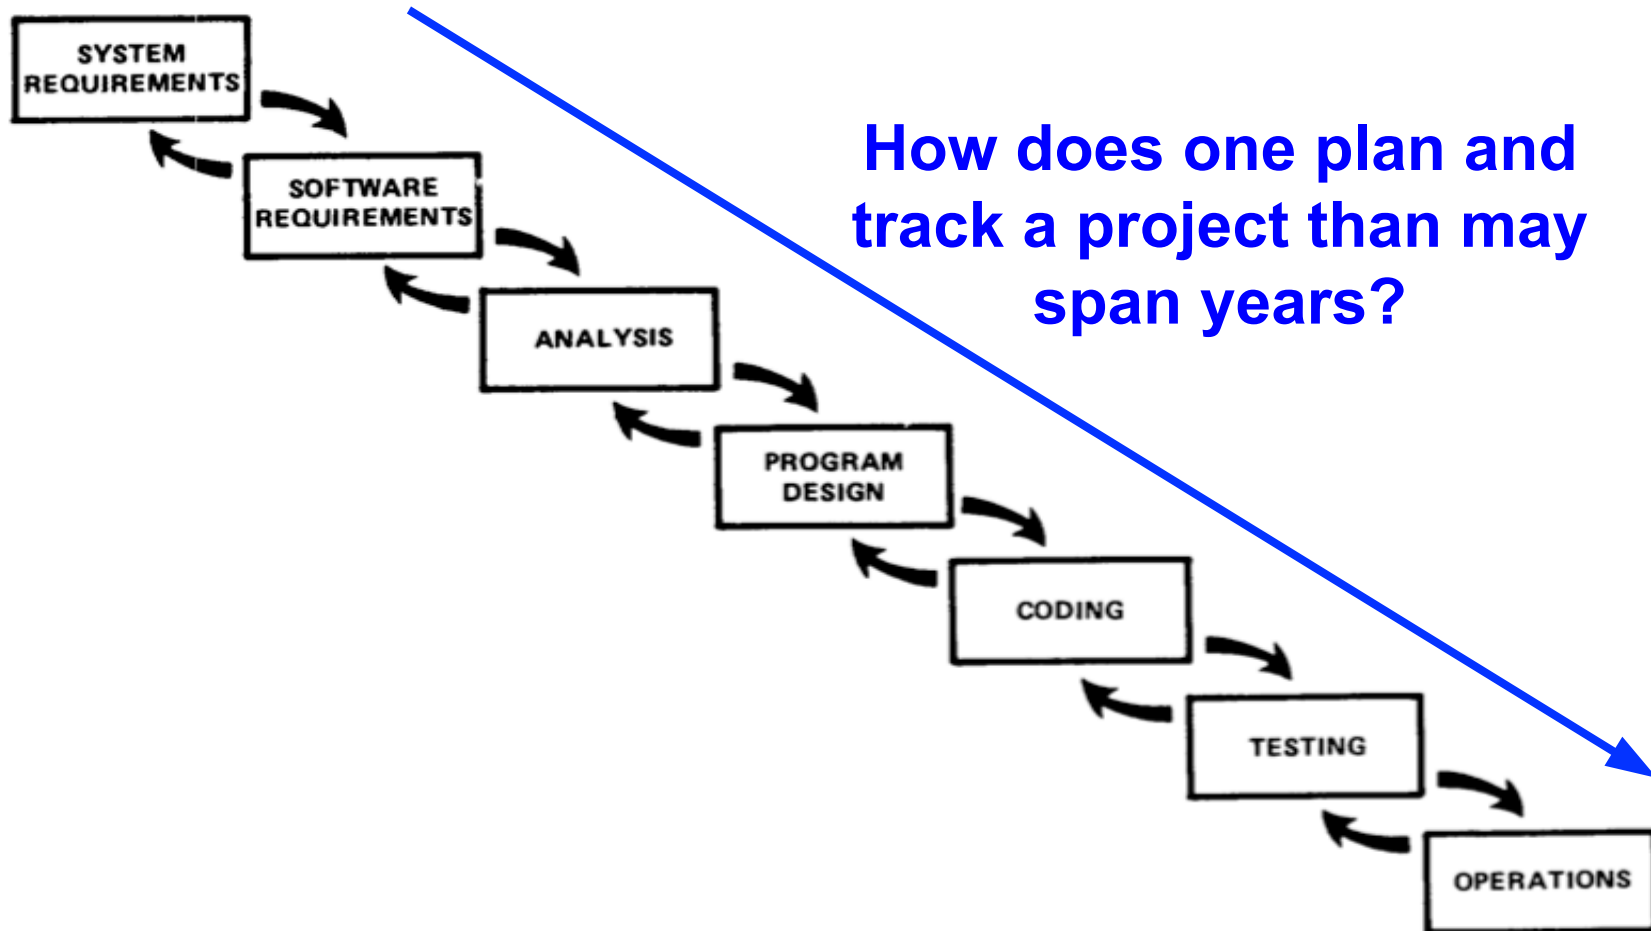 SYSTEM
REQUIREMENTS
SOFTWARE
REQUIREMENTS
ANALYSIS
PROGRAM
DESIGN
CODING
TESTING
OPERATIONS
How does one plan and
track a project than may
span years?